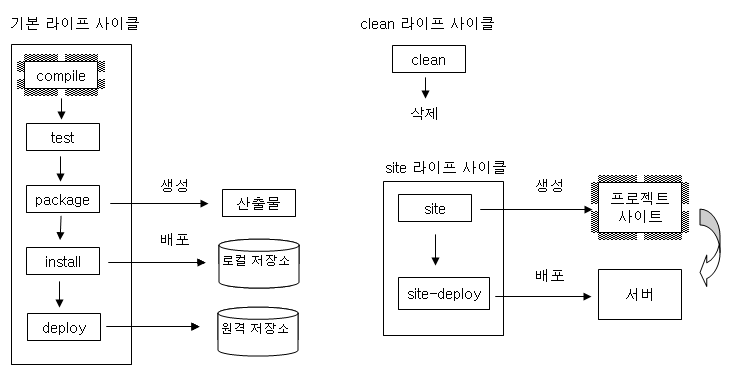 기본 라이프 사이클
compile
test
package
install
deploy
생성
산출물
배포
로컬 저장소
원격 저장소
clean 라이프 사이클
clean
삭제
site 라이프 사이클
site
site-deploy
생성
프로젝트
사이트
배포
서버